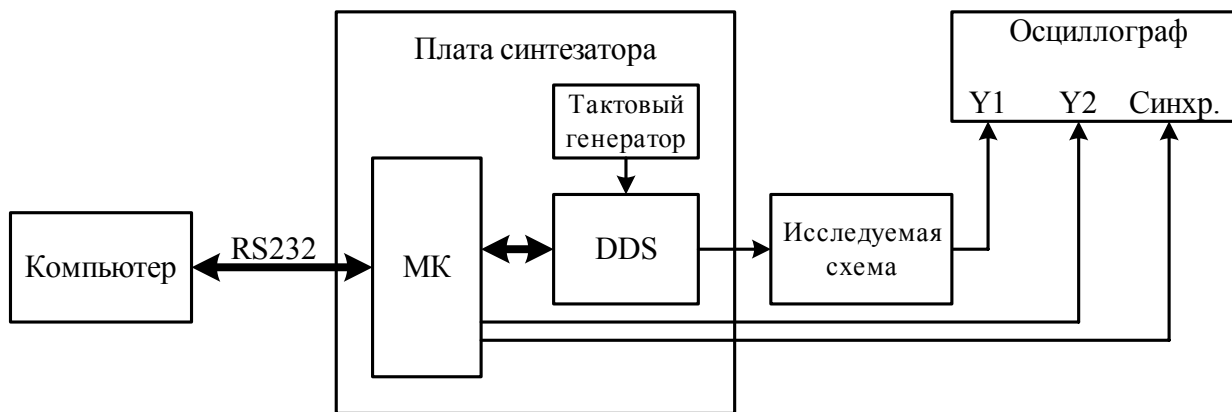 Плата синтезатора
Осциллограф
Y1 Y2 Синхр.
Тактовый
генератор
Компьютер
RS232
МК
DDS
Исследуемая
схема